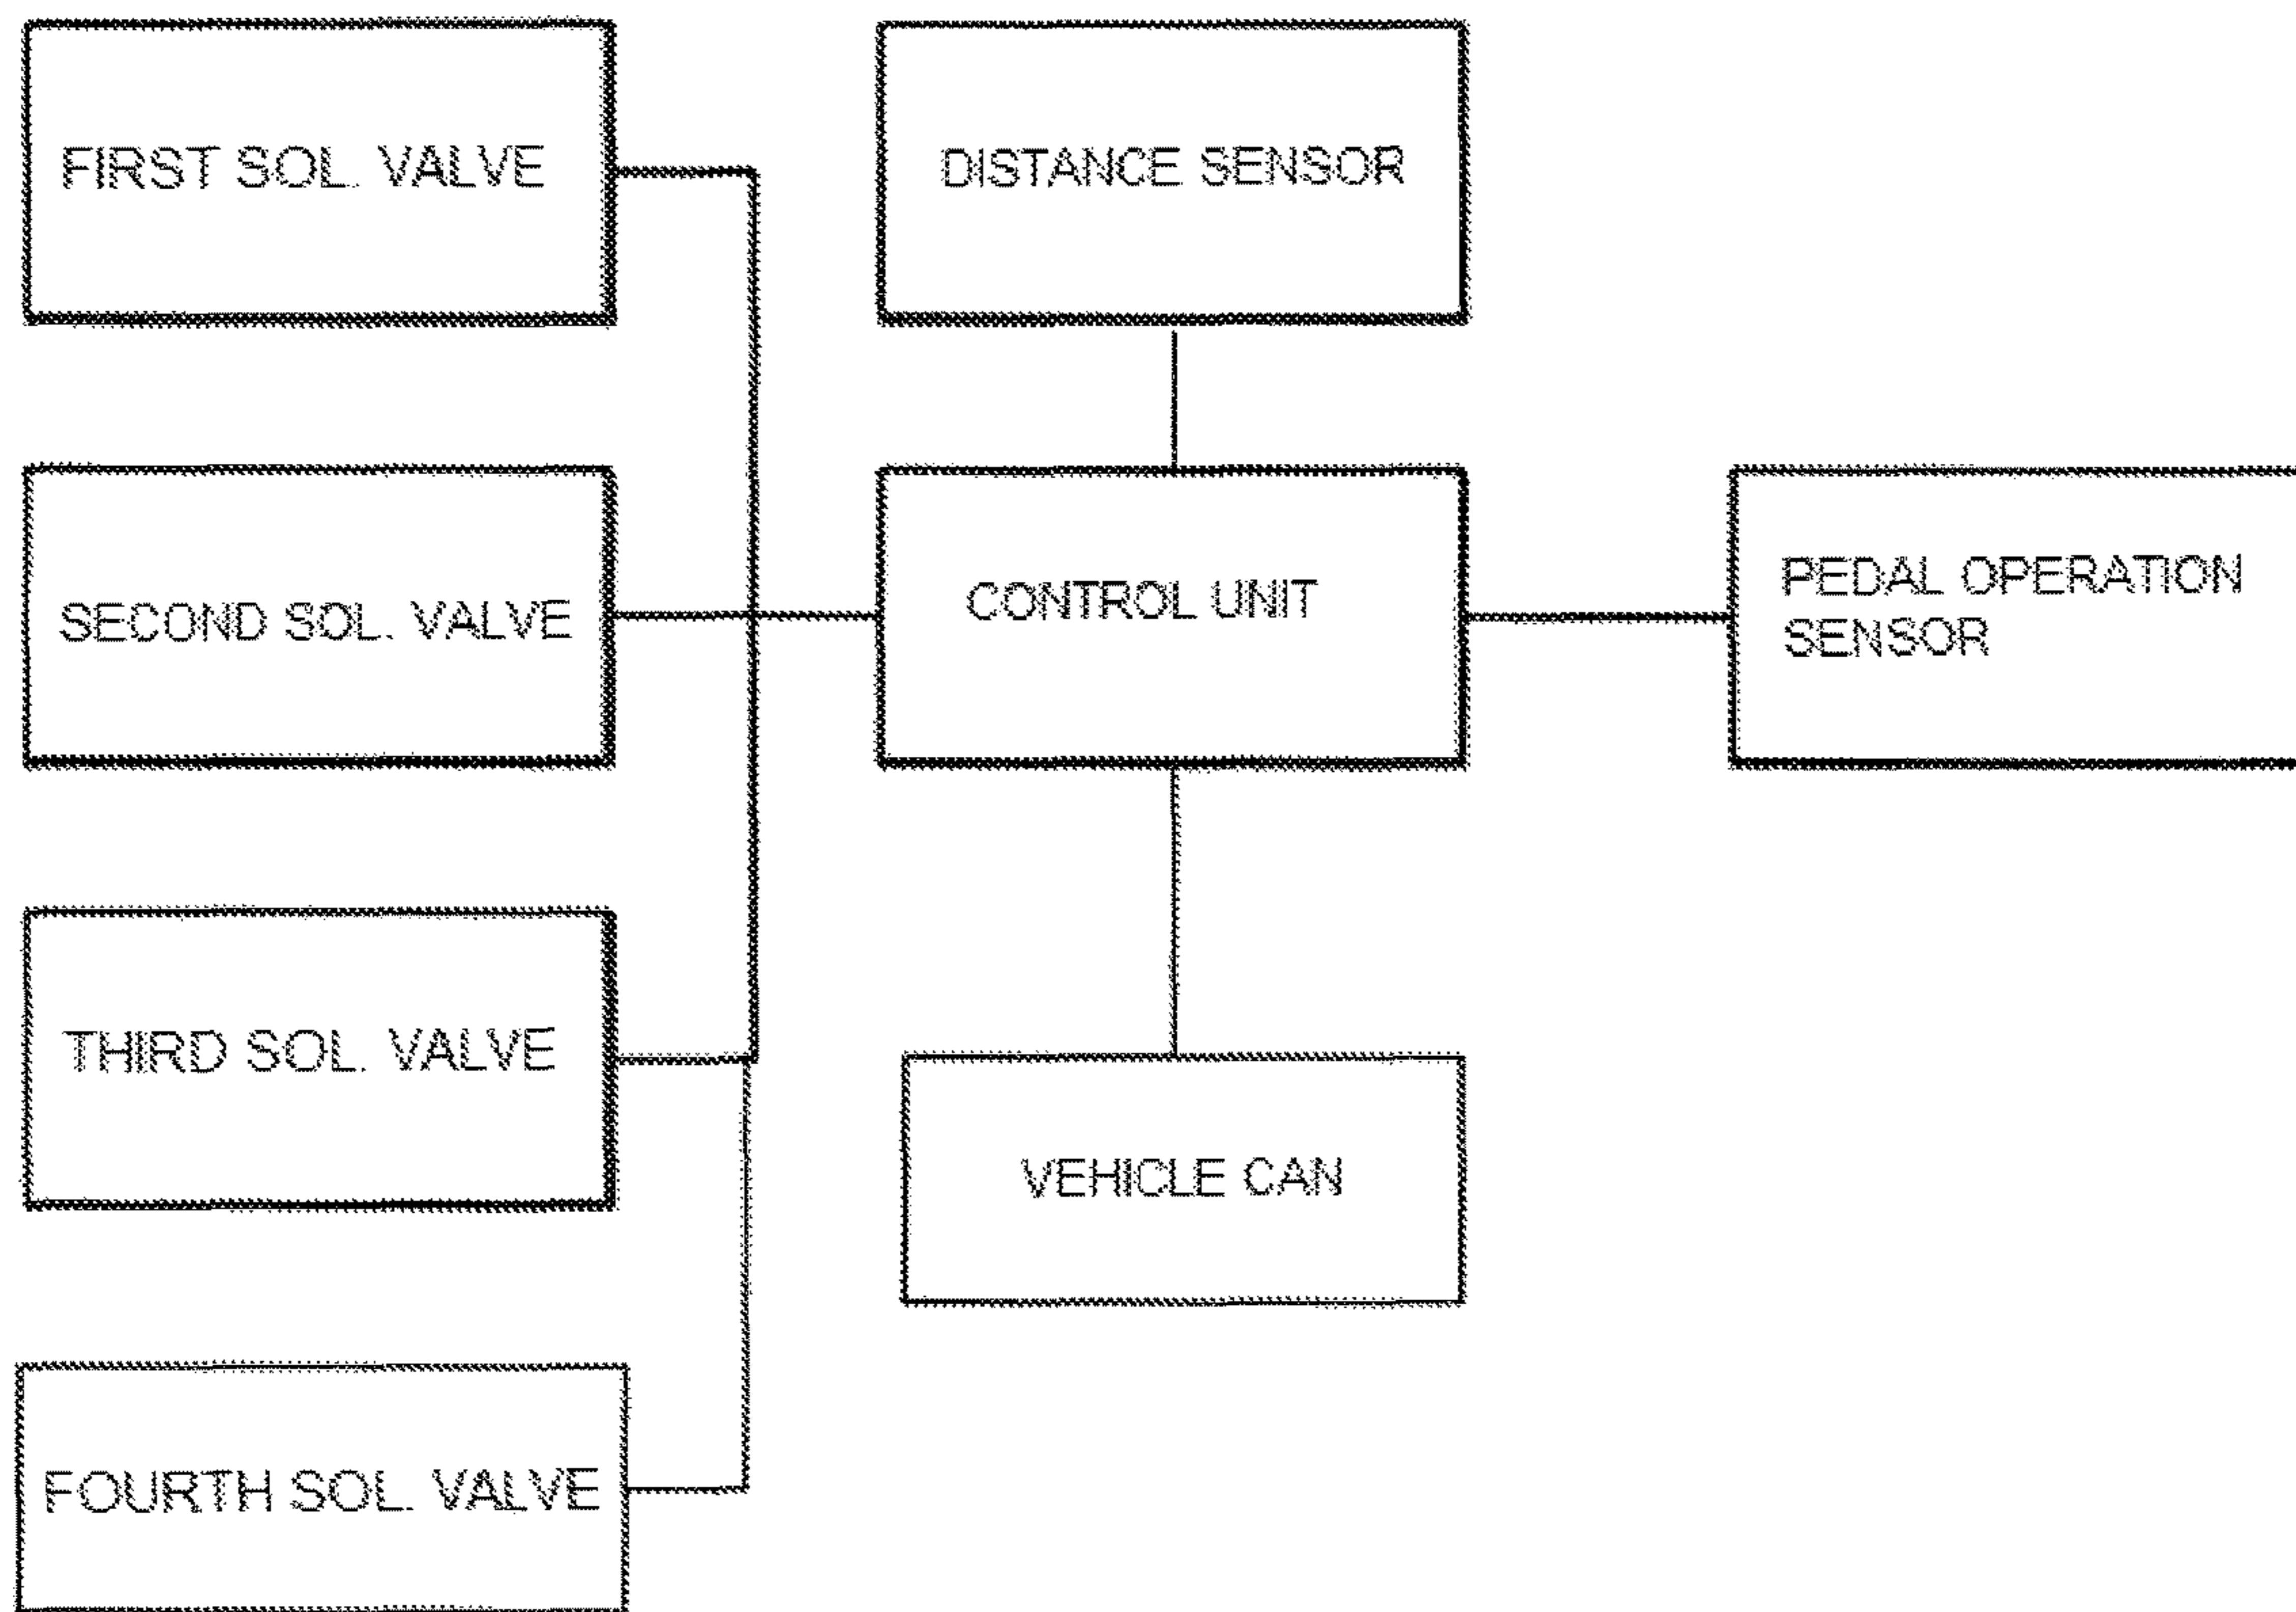 FIRST SOL. VALVE
DISTANCE SENSOR
SECOND SOL. VALVE
CONTROL UNIT
PEDAL OPERATION
SENSOR
THIRD SOL. VALVE
VEHICLE CAN
FOURTH SOL. VALVE